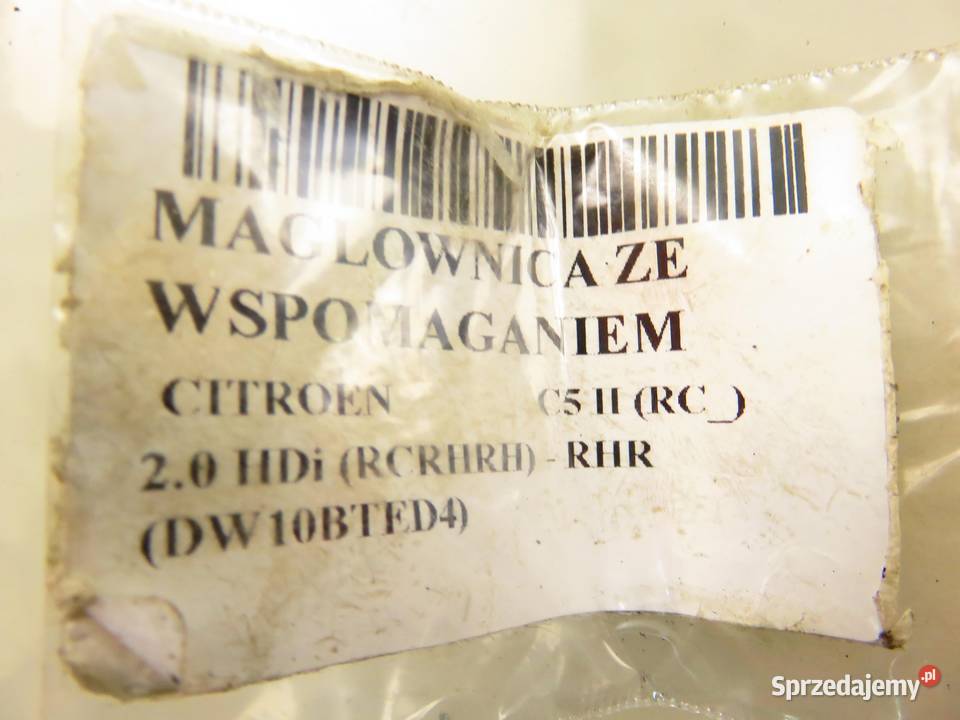 MAGLOWNICA ZE
WSPOMAGANIEM
CITROEN C5 II (RC_)
2.0 HDi (RCRHRH) - RHR
(DW10BTED4)
Sprzedajemy.pl